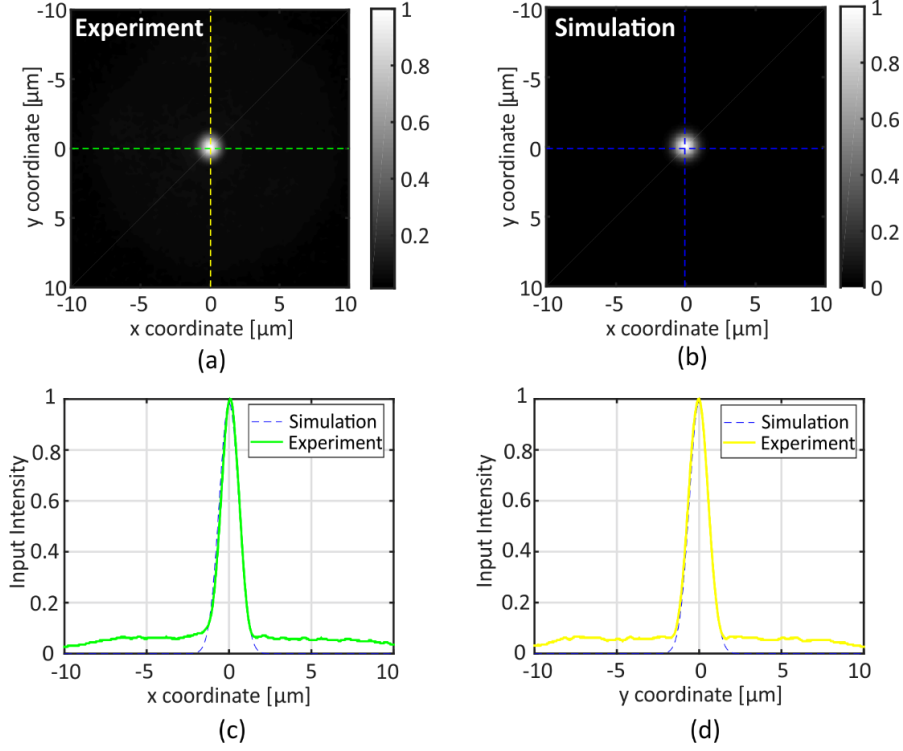 Experiment
-10
-5
0
5
10
y coordinate [µm]
-10 -5 0 5 10
x coordinate [µm]
1
0.8
0.6
0.4
0.2
(a)
Simulation
-10
-5
0
5
10
y coordinate [µm]
-10 -5 0 5 10
x coordinate [µm]
1
0.8
0.6
0.4
0.2
0
(b)
1
0.8
0.6
0.4
0.2
0
Input Intensity
Simulation
Experiment
-10 -5 0 5 10
x coordinate [µm]
(c)
1
0.8
0.6
0.4
0.2
0
Input Intensity
Simulation
Experiment
-10 -5 0 5 10
y coordinate [µm]
(d)